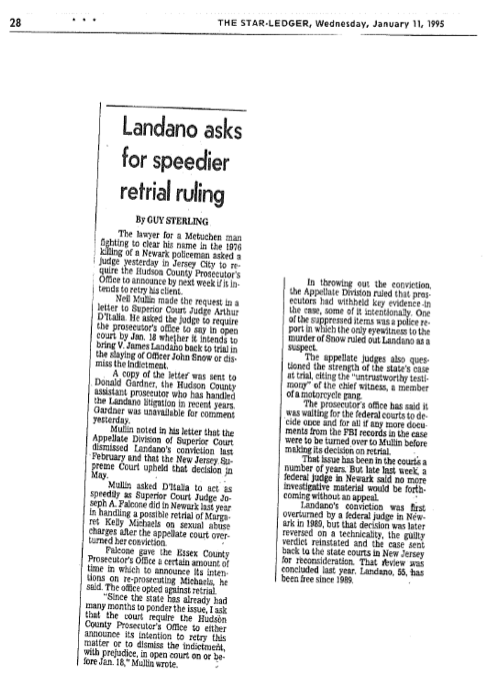 28
THE STAR-LEDGER, Wednesday, January 11, 1995
Landano asks
for speedier
retrial ruling
By GUY STERLING
The lawyer for a Metuchen man
fighting to clear his name in the 1976
killing of a Newark policeman asked a
judge yesterday in Jersey City to re-
quire the Hudson County Prosecutor's
Office to announce by next week if it in-
tends to retry his client.
Neil Mullin made the request in a
letter to Superior Court Judge Arthur
D'Italia. He asked the judge to require
the prosecutor's office to say in open
court by Jan. 18 whether it intends to
bring V. James Landano back to trial in
the slaying of Officer John Snow or dis-
miss the indictment.
A copy of the letter was sent to
Donald Gardner, the Hudson County
assistant prosecutor who has handled
the Landano litigation in recent years.
Gardner was unavailable for comment
yesterday.
Mullin noted in his letter that the
Appellate Division of Superior Court
dismissed Landano's conviction last
February and that the New Jersey Su-
preme Court upheld that decision in
May.
Mullin asked D'Italia to act as
speedily as Superior Court Judge Jo-
seph A. Falcone did in Newark last year
in handling a possible retrial of Marga-
ret Kelly Michaels on sexual abuse
charges after the appellate court over-
turned her conviction.
Falcone gave the Essex County
Prosecutor's Office a certain amount of
time in which to announce its inten-
tions on re-prosecuting Michaels, he
said. The office opted against retrial.
"Since the state has already had
many months to ponder the issue, I ask
that the court require the Hudson
County Prosecutor's Office to either
announce its intention to retry this
matter or to dismiss the indictment,
with prejudice, in open court on or be-
fore Jan. 18," Mullin wrote.
In throwing out the conviction,
the Appellate Division ruled that pros-
ecutors had withheld key evidence in
the case, some of it intentionally. One
of the suppressed items was a police re-
port in which the only eyewitness to the
murder of Snow ruled out Landano as a
suspect.
The appellate judges also ques-
tioned the strength of the state's case
at trial, citing the "untrustworthy testi-
mony" of the chief witness, a member
of a motorcycle gang.
The prosecutor's office has said it
was waiting for the federal courts to de-
cide once and for all if any more docu-
ments from the FBI records in the case
were to be turned over to Mullin before
making its decision on retrial.
That issue has been in the courts a
number of years. But late last week, a
federal judge in Newark said no more
investigative material would be forth-
coming without an appeal.
Landano's conviction was first
overturned by a federal judge in New-
ark in 1989, but that decision was later
reversed on a technicality, the guilty
verdict reinstated and the case sent
back to the state courts in New Jersey
for reconsideration. That review was
concluded last year. Landano, 55, has
been free since 1989.